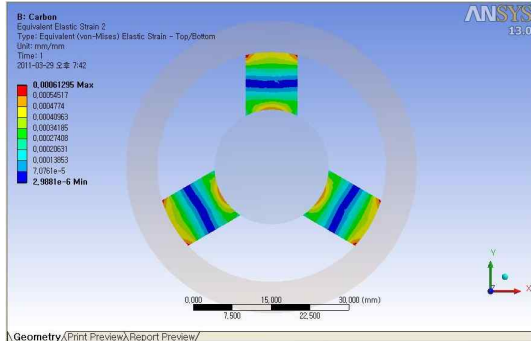 B: Carbon
Equivalent Elastic Strain 2
Type: Equivalent (von-Mises) Elastic Strain - Top/Bottom
Unit: mm/mm
Time: 1
2011-03-29 오후 7:42
0,00061295 Max
0,00054517
0,0004774
0,00040963
0,00034185
0,00027408
0,00020631
0,00013853
7,0761e-5
2,9881e-6 Min
ANSYS
13.0
Y
X
0,000
15,000
30,000 (mm)
7,500
22,500
Geometry
Print Preview
Report Preview